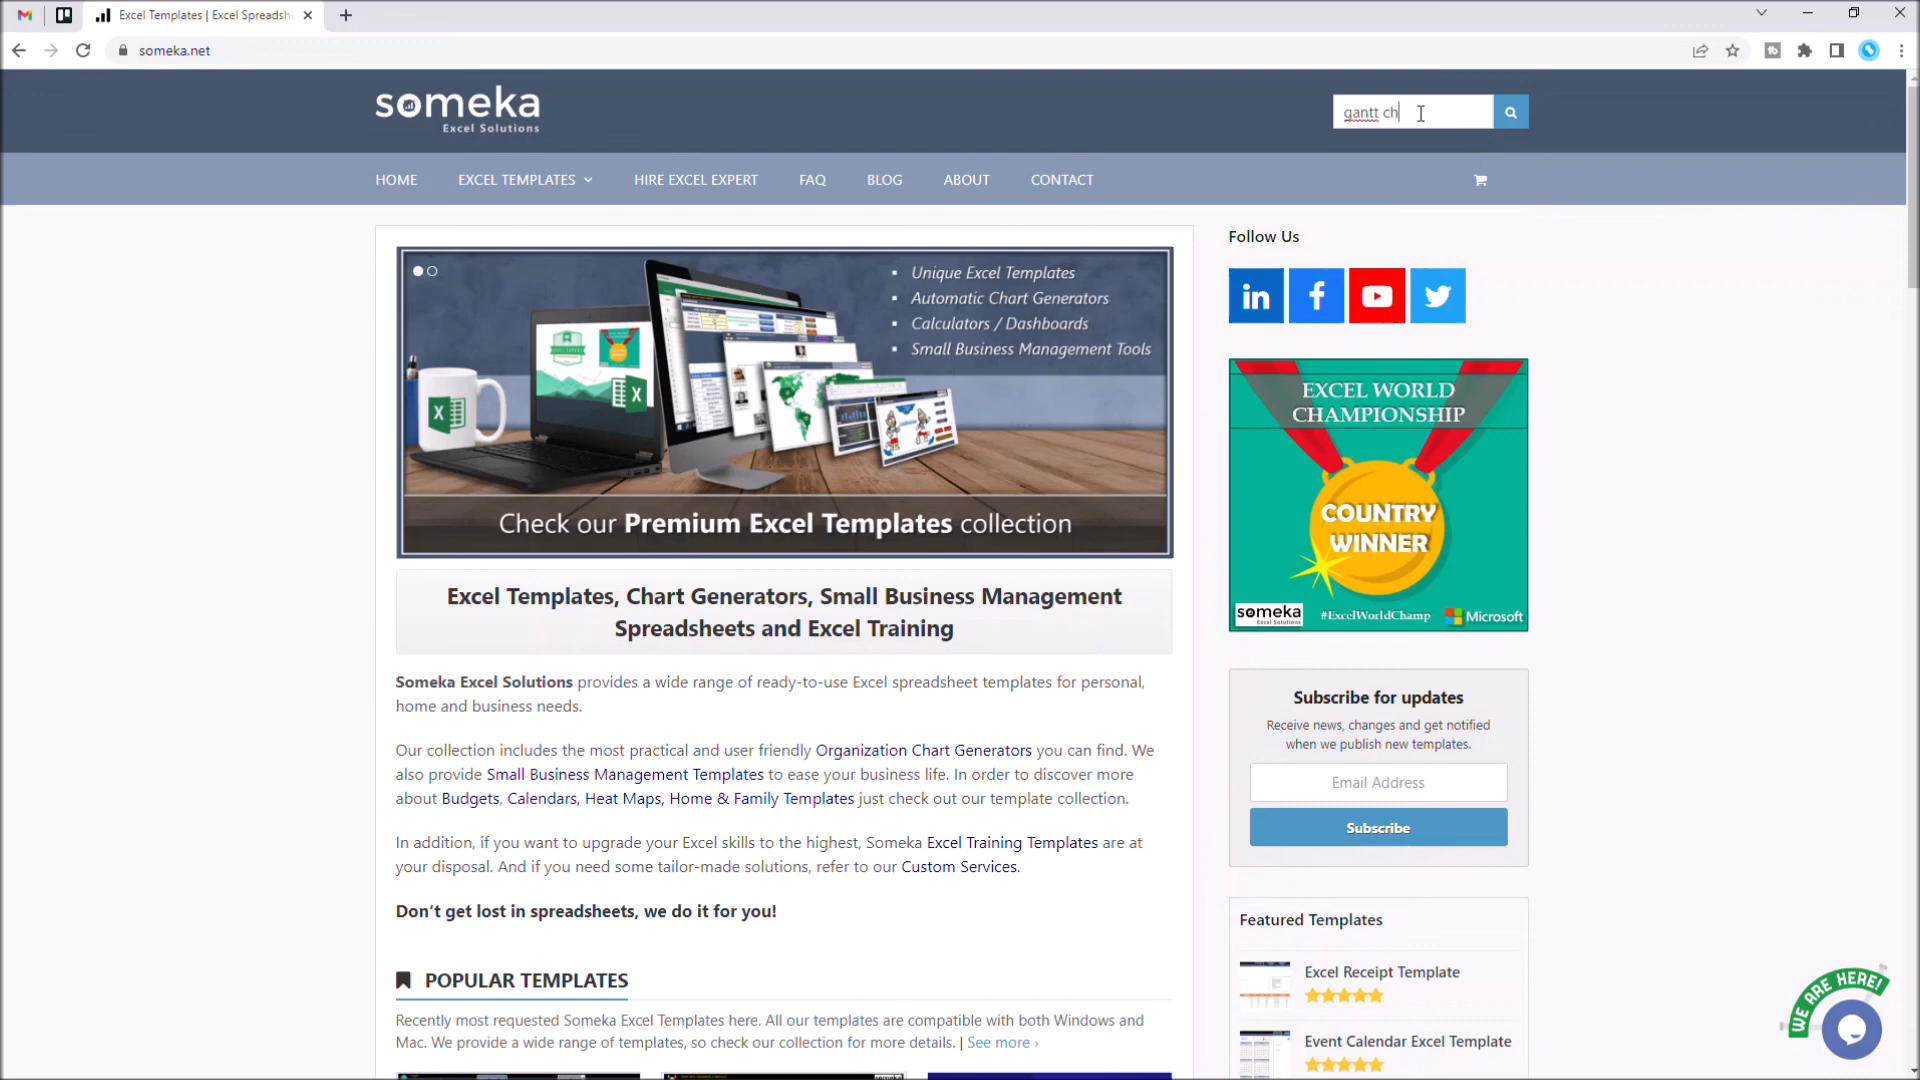 Excel Templates | Excel Spreadsh
someka.net
someka
Excel Solutions
gantt ch
HOME
EXCEL TEMPLATES
HIRE EXCEL EXPERT
FAQ
BLOG
ABOUT
CONTACT
Unique Excel Templates
Automatic Chart Generators
Calculators / Dashboards
Small Business Management Tools
Check our Premium Excel Templates collection
Excel Templates, Chart Generators, Small Business Management
Spreadsheets and Excel Training
Someka Excel Solutions provides a wide range of ready-to-use Excel spreadsheet templates for personal,
home and business needs.
Our collection includes the most practical and user friendly Organization Chart Generators you can find. We
also provide Small Business Management Templates to ease your business life. In order to discover more
about Budgets, Calendars, Heat Maps, Home & Family Templates just check out our template collection.
In addition, if you want to upgrade your Excel skills to the highest, Someka Excel Training Templates are at
your disposal. And if you need some tailor-made solutions, refer to our Custom Services.
Don't get lost in spreadsheets, we do it for you!
POPULAR TEMPLATES
Recently most requested Someka Excel Templates here. All our templates are compatible with both Windows and
Mac. We provide a wide range of templates, so check our collection for more details. | See more ›
Follow Us
EXCEL WORLD
CHAMPIONSHIP
COUNTRY
WINNER
someka
Excel Solutions
#ExcelWorldChamp
Microsoft
Subscribe for updates
Receive news, changes and get notified
when we publish new templates.
Email Address
Subscribe
Featured Templates
Excel Receipt Template
Event Calendar Excel Template
WE ARE HERE!